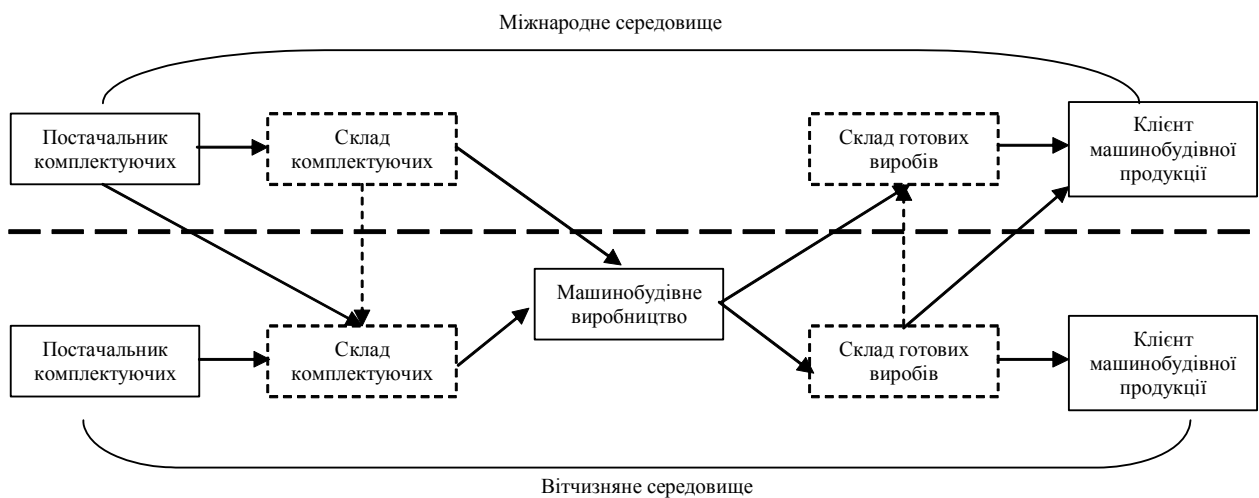 Міжнародне середовище
Постачальник
комплектуючих
Склад
комплектуючих
Склад готових
виробів
Клієнт
машинобудівної
продукції
Машинобудівне
виробництво
Постачальник
комплектуючих
Склад
комплектуючих
Склад готових
виробів
Клієнт
машинобудівної
продукції
Вітчизняне середовище